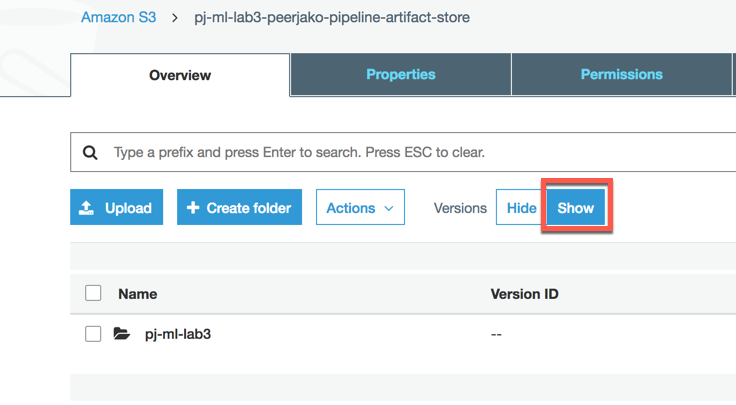 Amazon S3 > pj-ml-lab3-peerjako-pipeline-artifact-store
Overview Properties Permissions
Type a prefix and press Enter to search. Press ESC to clear.
Upload Create folder Actions Versions Hide Show
Name Version ID
pj-ml-lab3 --